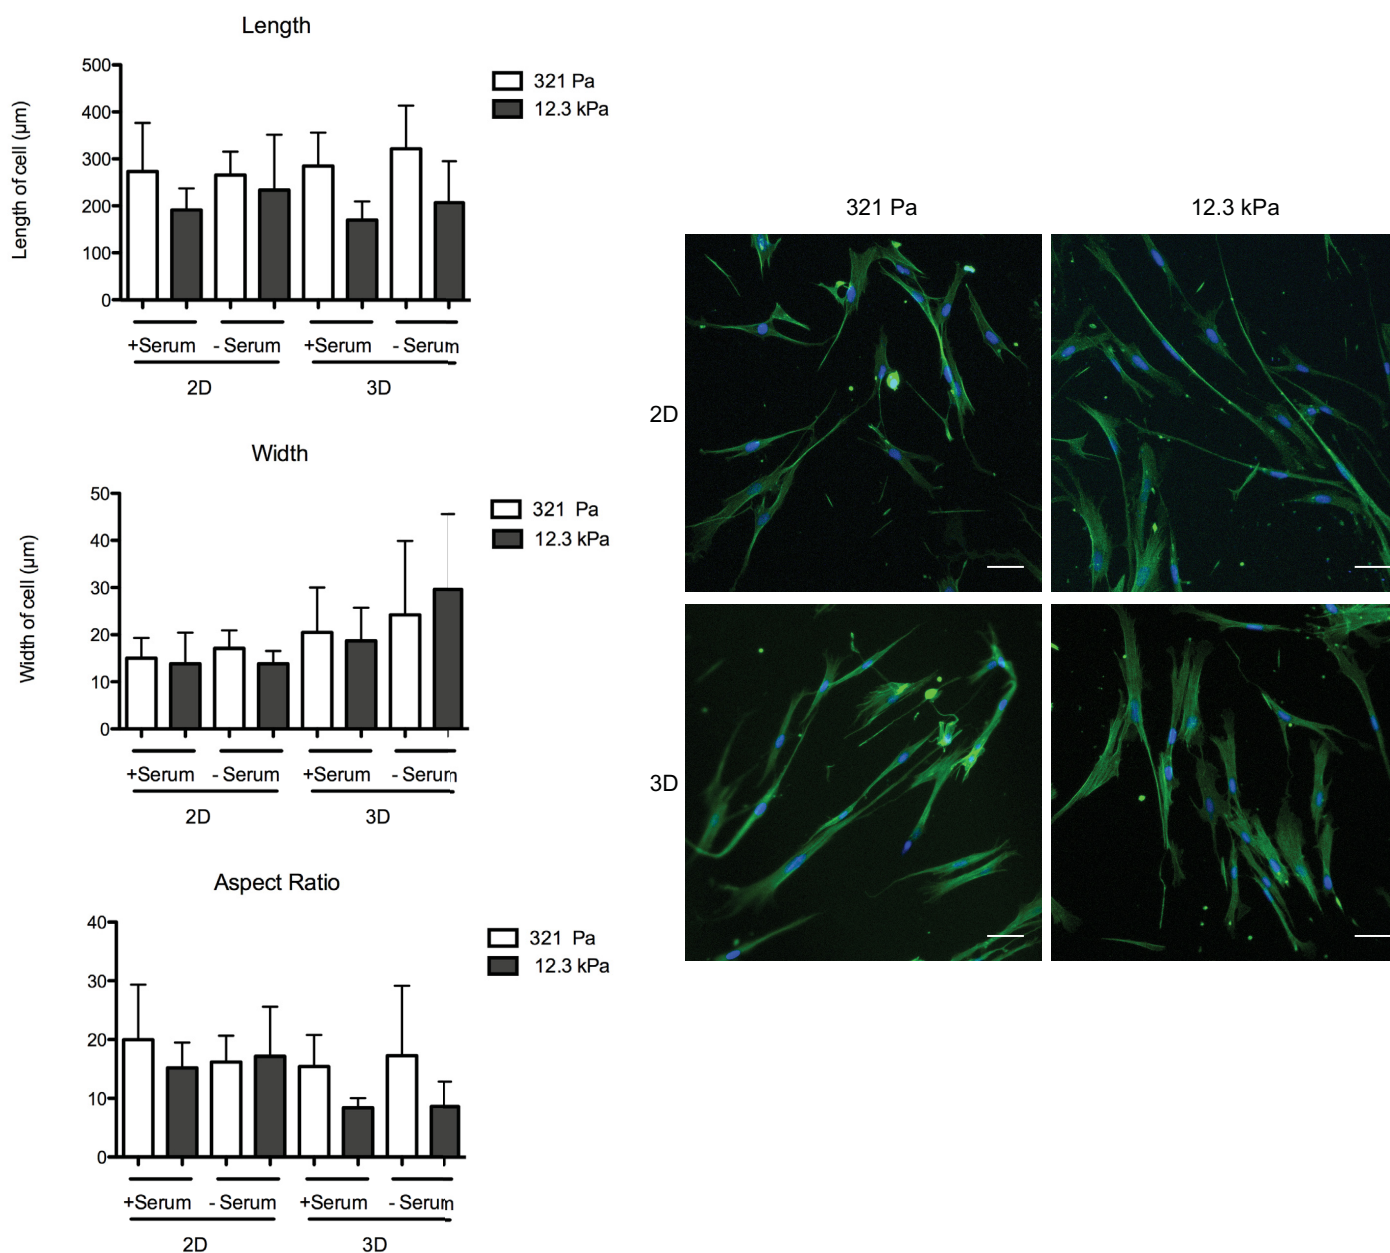 Length
500
400
300
200
100
0
Length of cell (µm)
321 Pa
12.3 kPa
+Serum - Serum +Serum - Serum
2D 3D
Width
50
40
30
20
10
0
Width of cell (µm)
321 Pa
12.3 kPa
+Serum - Serum +Serum - Serum
2D 3D
Aspect Ratio
40
30
20
10
0
321 Pa
12.3 kPa
+Serum - Serum +Serum - Serum
2D 3D
321 Pa 12.3 kPa
2D
3D